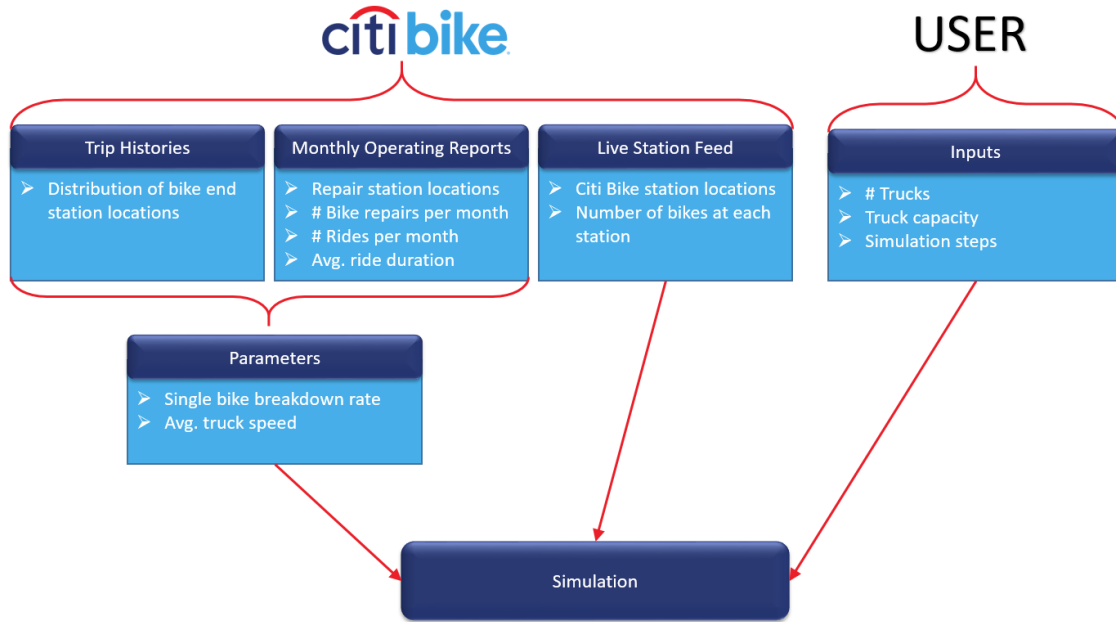 citi bike
USER
Trip Histories
Distribution of bike end
station locations
Monthly Operating Reports
Repair station locations
# Bike repairs per month
# Rides per month
Avg. ride duration
Live Station Feed
Citi Bike station locations
Number of bikes at each
station
Inputs
# Trucks
Truck capacity
Simulation steps
Parameters
Single bike breakdown rate
Avg. truck speed
Simulation